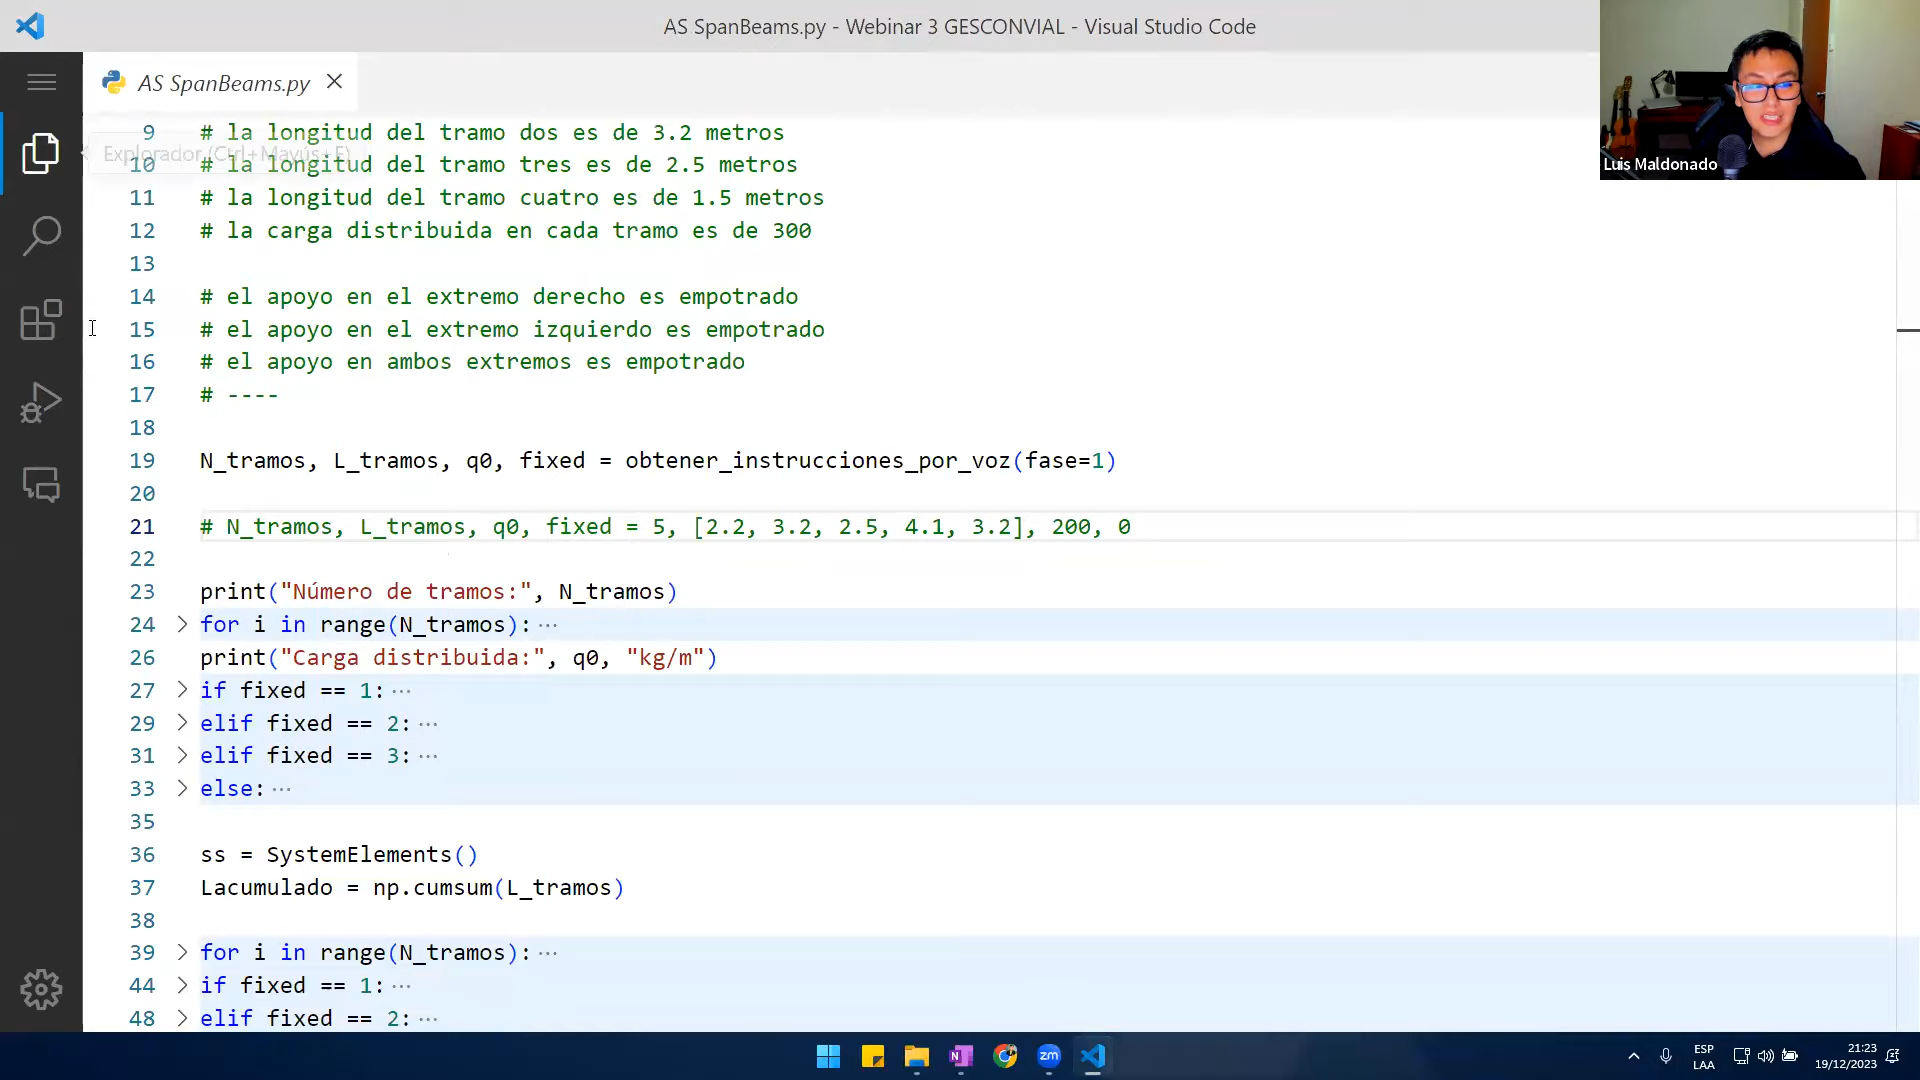 AS SpanBeams.py - Webinar 3 GESCONVIAL - Visual Studio Code
AS SpanBeams.py
Luis Maldonado
Explorador (Ctrl+Mayús+E)
9 # la longitud del tramo dos es de 3.2 metros
10 # la longitud del tramo tres es de 2.5 metros
11 # la longitud del tramo cuatro es de 1.5 metros
12 # la carga distribuida en cada tramo es de 300
13
14 # el apoyo en el extremo derecho es empotrado
15 # el apoyo en el extremo izquierdo es empotrado
16 # el apoyo en ambos extremos es empotrado
17 # ----
18
19 N_tramos, L_tramos, q0, fixed = obtener_instrucciones_por_voz(fase=1)
20
21 # N_tramos, L_tramos, q0, fixed = 5, [2.2, 3.2, 2.5, 4.1, 3.2], 200, 0
22
23 print("Número de tramos:", N_tramos)
24 for i in range(N_tramos): ···
26 print("Carga distribuida:", q0, "kg/m")
27 if fixed == 1: ···
29 elif fixed == 2: ···
31 elif fixed == 3: ···
33 else: ···
35
36 ss = SystemElements()
37 Lacumulado = np.cumsum(L_tramos)
38
39 for i in range(N_tramos): ···
44 if fixed == 1: ···
48 elif fixed == 2: ···
N
zm
ESP
LAA
21:23
19/12/2023